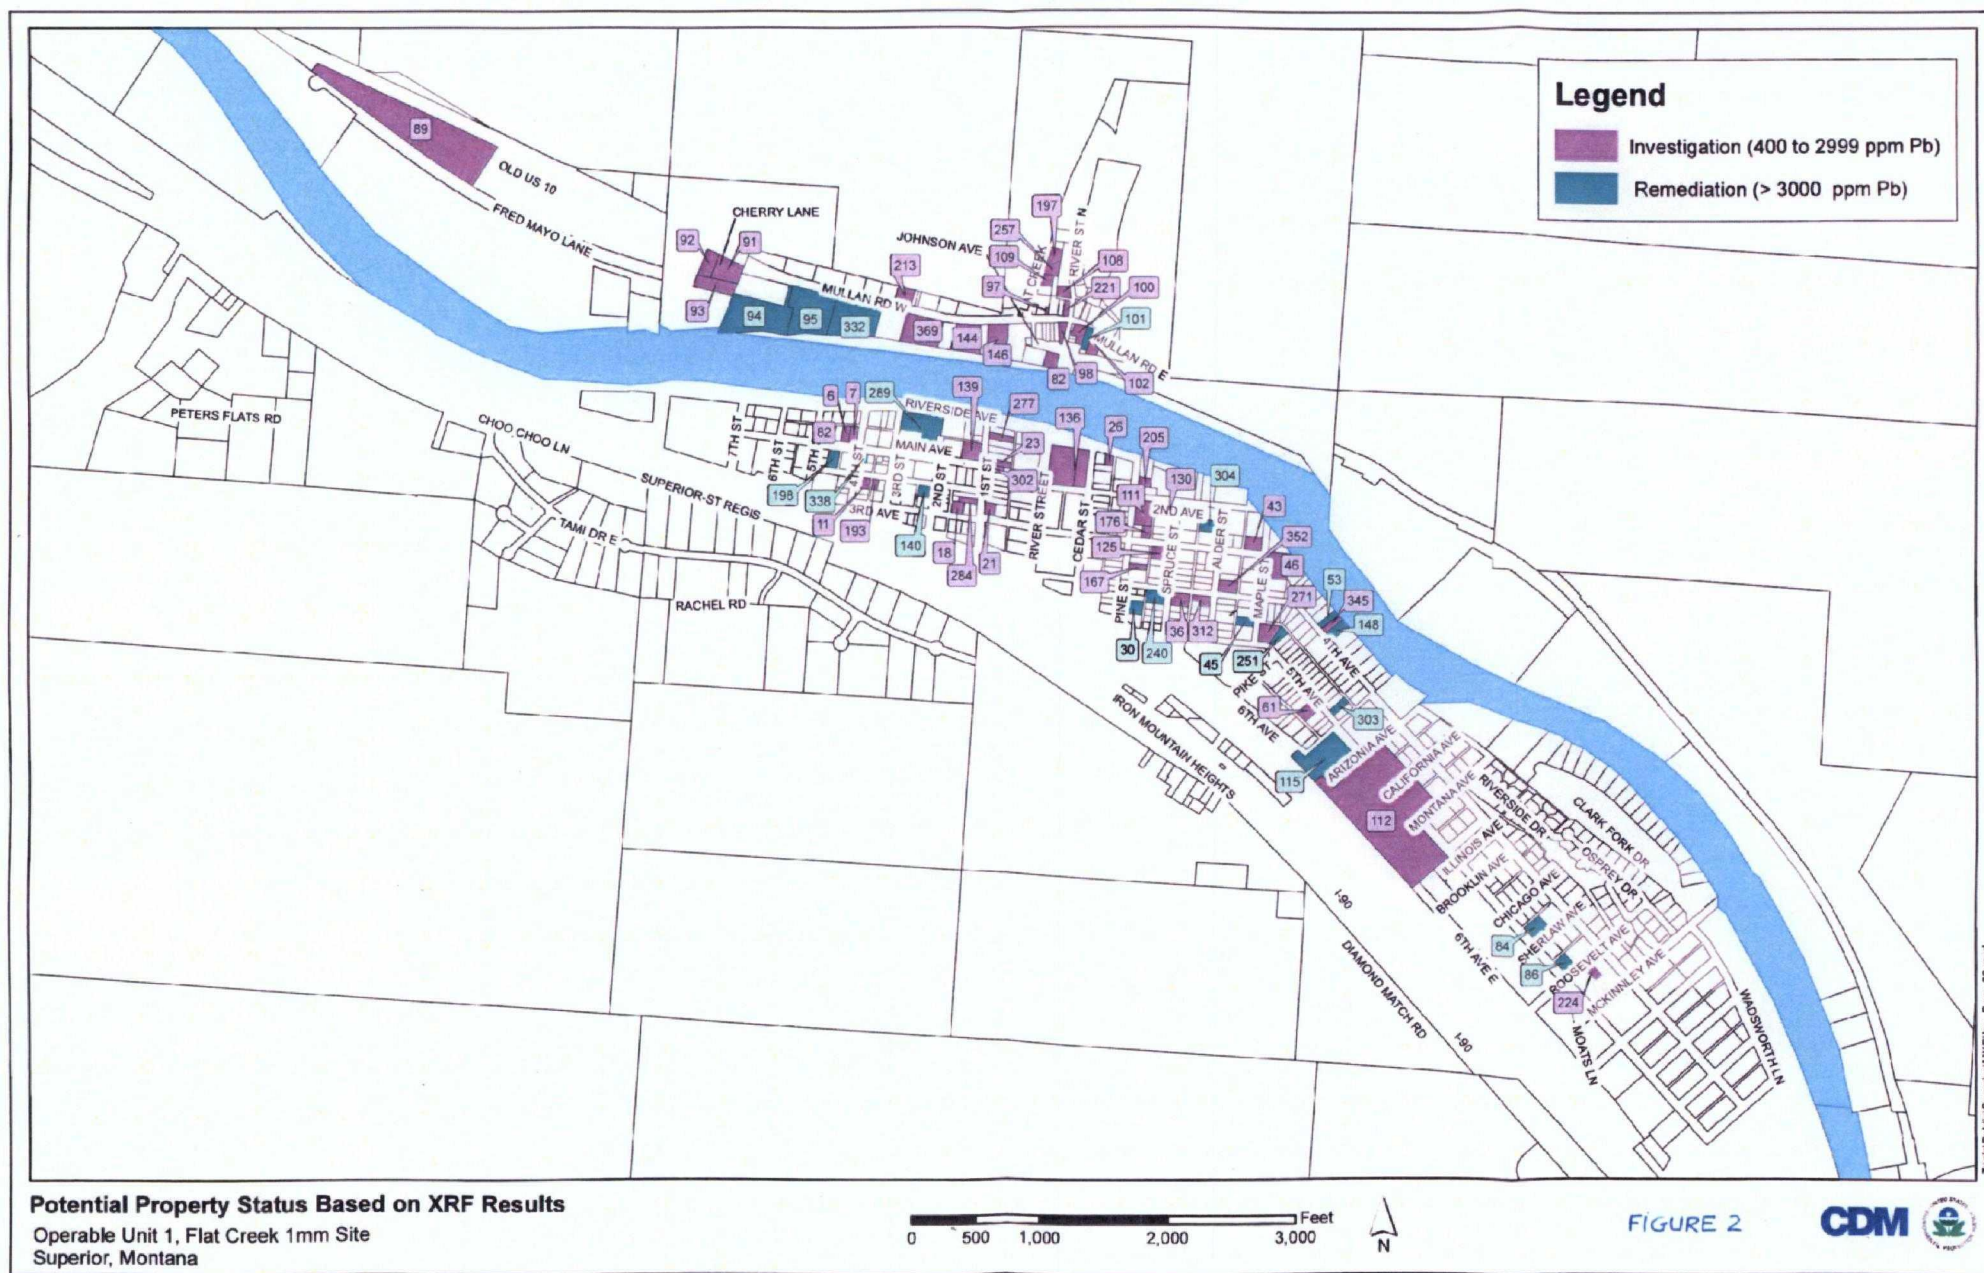 Legend
Investigation (400 to 2999 ppm Pb)
Remediation (> 3000 ppm Pb)
89
OLD US 10
FRED MAYO LANE
CHERRY LANE
92
91
93
94
95
332
MULLAN RD W
213
369
144
146
JOHNSON AVE
197
257
109
97
RIVER ST N
108
221
100
101
MULLAN RD E
102
98
82
PETERS FLATS RD
CHOO CHOO LN
SUPERIOR-ST REGIS
TAMI DR E
RACHEL RD
7TH ST
6TH ST
5TH
4TH ST
3RD ST
2ND ST
1ST ST
RIVER STREET
CEDAR ST
6
7
289
82
RIVERSIDE AVE
MAIN AVE
3RD AVE
139
277
136
23
302
26
205
198
338
11
193
140
18
284
21
111
130
304
2ND AVE
176
125
167
43
352
46
271
53
345
148
PINE ST
SPRUCE ST
ALDER ST
MAPLE ST
30
240
36
312
45
251
4TH AVE
5TH AVE
PIKE
6TH AVE
61
303
115
112
IRON MOUNTAIN HEIGHTS
ARIZONIA AVE
CALIFORNIA AVE
MONTANA AVE
RIVERSIDE DR
CLARK FORK DR
OSPREY DR
ILLINOIS AVE
BROOKLIN AVE
CHICAGO AVE
SHERLAW AVE
ROOSEVELT AVE
MCKINNLEY AVE
6TH AVE E
84
86
224
MOATS LN
WADSWORTH LN
I-90
DIAMOND MATCH RD
I-90
Potential Property Status Based on XRF Results
Operable Unit 1, Flat Creek 1mm Site
Superior, Montana
Feet
0 500 1,000 2,000 3,000
N
FIGURE 2
CDM